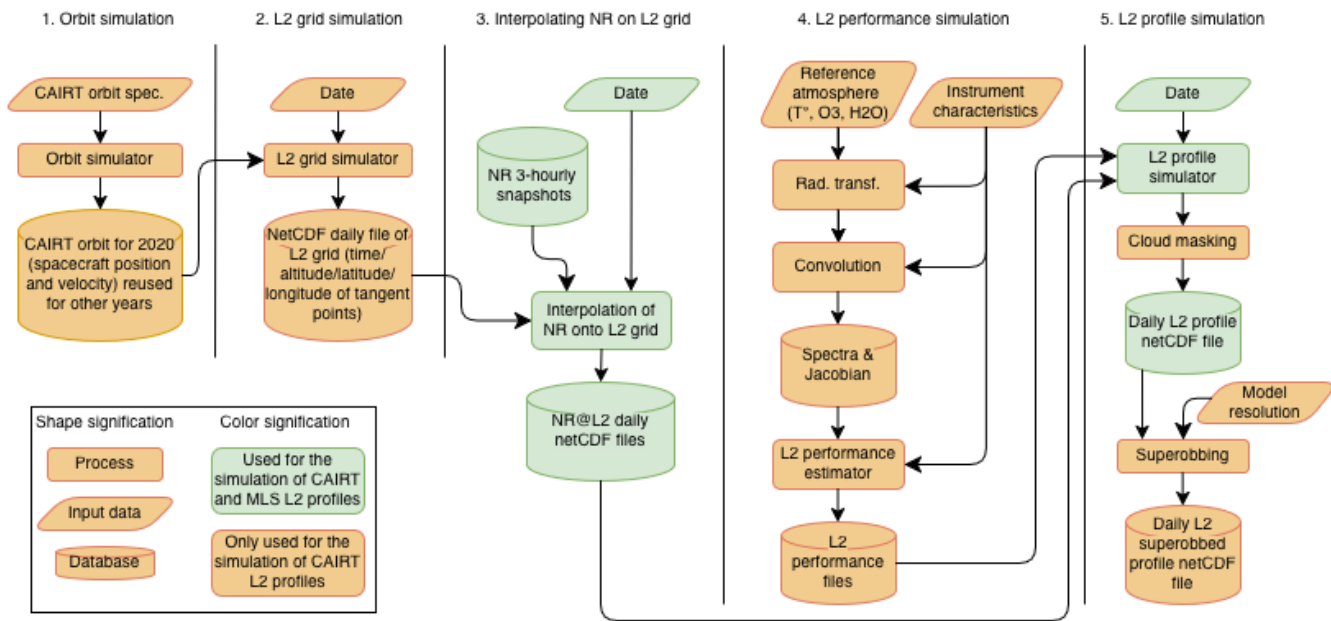 1. Orbit simulation
CAIRT orbit spec.
Orbit simulator
CAIRT orbit for 2020
(spacecraft position
and velocity) reused
for other years
2. L2 grid simulation
Date
L2 grid simulator
NetCDF daily file of
L2 grid (time/
altitude/latitude/
longitude of tangent
points)
3. Interpolating NR on L2 grid
Date
NR 3-hourly
snapshots
Interpolation of
NR onto L2 grid
NR@L2 daily
netCDF files
4. L2 performance simulation
Reference
atmosphere
(T°, O3, H2O)
Instrument
characteristics
Rad. transf.
Convolution
Spectra &
Jacobian
L2 performance
estimator
L2
performance
files
5. L2 profile simulation
Date
L2 profile
simulator
Cloud masking
Daily L2 profile
netCDF file
Model
resolution
Superobbing
Daily L2
superobbed
profile netCDF
file
Shape signification
Process
Input data
Database
Color signification
Used for the
simulation of CAIRT
and MLS L2 profiles
Only used for the
simulation of CAIRT
L2 profiles